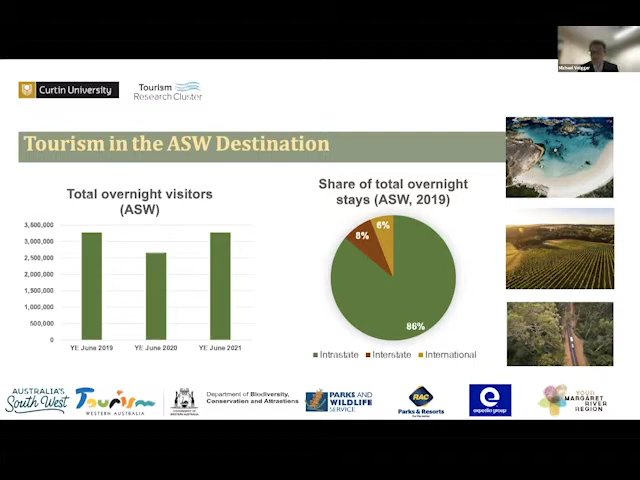 Michael Volgger
Curtin University
Tourism
Research Cluster
Tourism in the ASW Destination
Total overnight visitors
(ASW)
3,500,000
3,000,000
2,500,000
2,000,000
1,500,000
1,000,000
500,000
0
YE June 2019
YE June 2020
YE June 2021
Share of total overnight
stays (ASW, 2019)
6%
8%
86%
Intrastate
Interstate
International
AUSTRALIA'S
South West
Tourism
WESTERN AUSTRALIA
GOVERNMENT OF
WESTERN AUSTRALIA
Department of Biodiversity,
Conservation and Attractions
PARKS AND
WILDLIFE
SERVICE
RAC
Parks & Resorts
e
expedia group
YOUR
MARGARET
RIVER
REGION